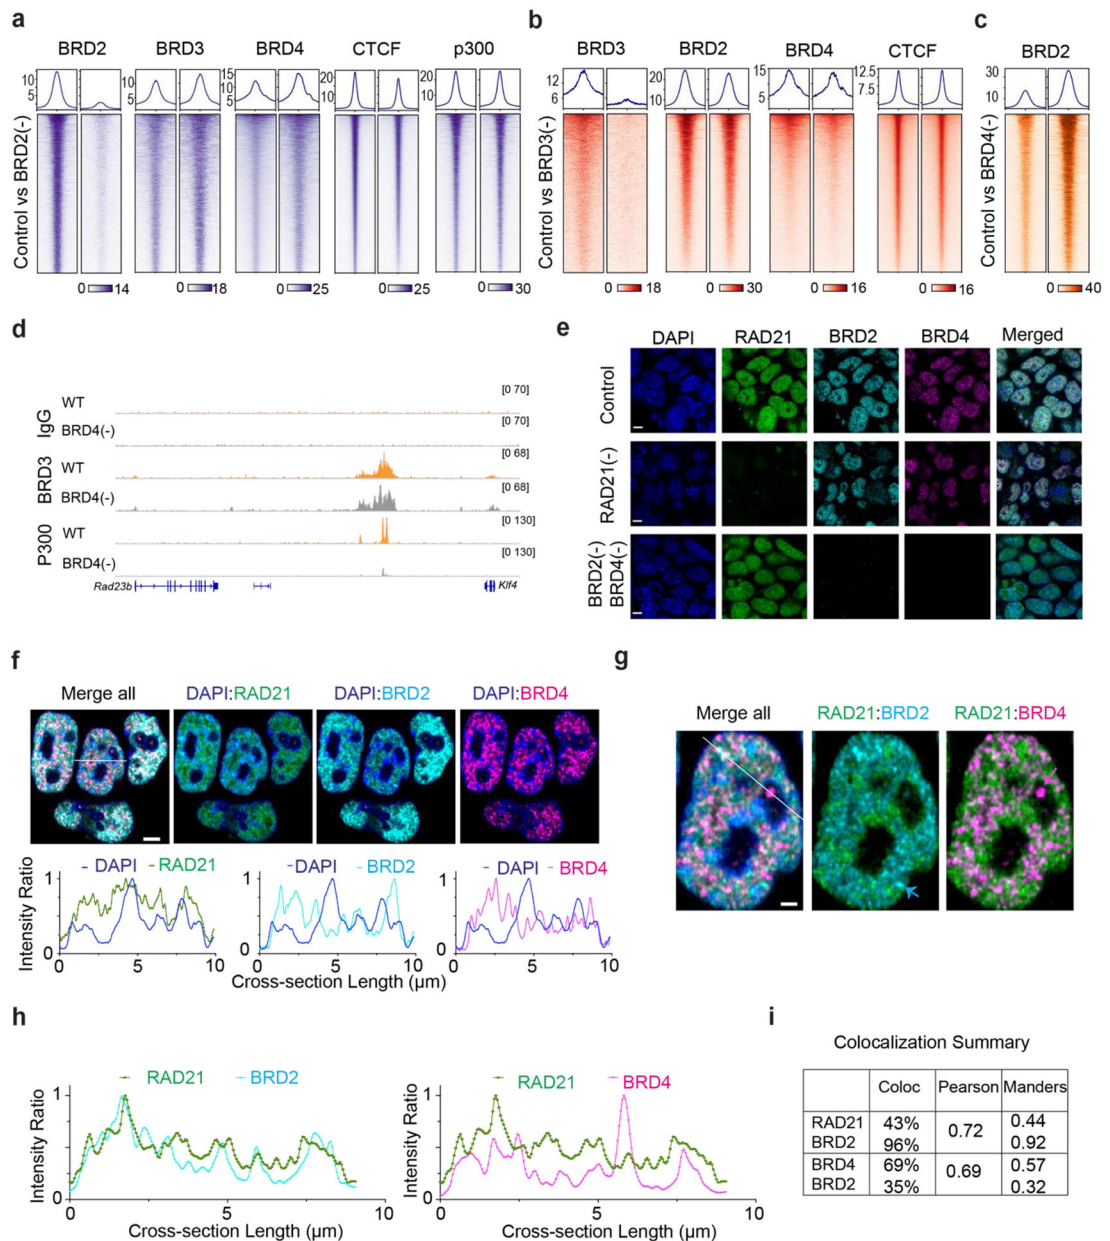 a
BRD2 BRD3 BRD4 CTCF p300
10 5
10 5
15 10 5
20 10
20 10
Control vs BRD2(-)
0 14 0 18 0 25 0 25 0 30
b
BRD3 BRD2 BRD4 CTCF
12 6
20 10
15 5
12.5 7.5
Control vs BRD3(-)
0 18 0 30 0 16 0 16
c
BRD2
30
10
Control vs BRD4(-)
0 40
d
IgG
WT [0 70]
BRD4(-) [0 70]
BRD3
WT [0 68]
BRD4(-) [0 68]
P300
WT [0 130]
BRD4(-) [0 130]
Rad23b Klf4
e
DAPI RAD21 BRD2 BRD4 Merged
Control
RAD21(-)
BRD2(-)
BRD4(-)
f
Merge all DAPI:RAD21 DAPI:BRD2 DAPI:BRD4
DAPI RAD21 DAPI BRD2 DAPI BRD4
Intensity Ratio
1 1 1
0 0 0
0 5 10 0 5 10 0 5 10
Cross-section Length (µm)
g
Merge all RAD21:BRD2 RAD21:BRD4
h
RAD21 BRD2
Intensity Ratio
1
0
0 5 10
Cross-section Length (µm)
RAD21 BRD4
Intensity Ratio
1
0
0 5 10
Cross-section Length (µm)
i
Colocalization Summary
Coloc Pearson Manders
RAD21 43% 0.72 0.44
BRD2 96% 0.92
BRD4 69% 0.69 0.57
BRD2 35% 0.32